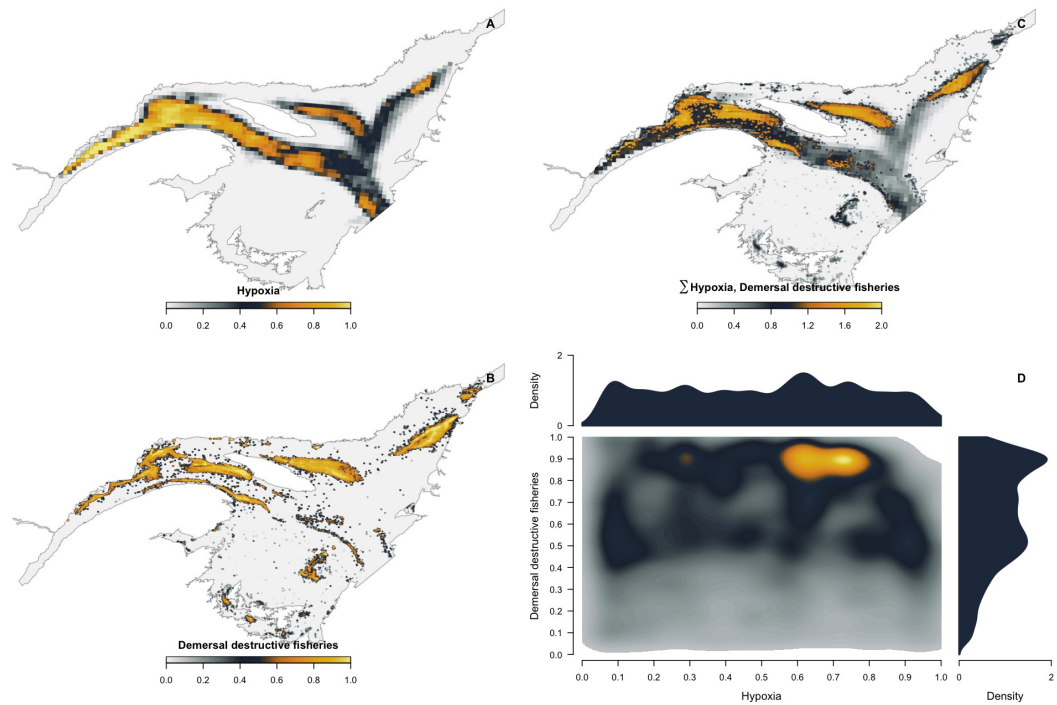 A
Hypoxia
0.0 0.2 0.4 0.6 0.8 1.0
C
∑Hypoxia, Demersal destructive fisheries
0.0 0.4 0.8 1.2 1.6 2.0
B
Demersal destructive fisheries
0.0 0.2 0.4 0.6 0.8 1.0
D
2
Density
0
1.0
0.9
0.8
0.7
0.6
0.5
0.4
0.3
0.2
0.1
0.0
Demersal destructive fisheries
0.0 0.1 0.2 0.3 0.4 0.5 0.6 0.7 0.8 0.9 1.0
Hypoxia
0 2
Density